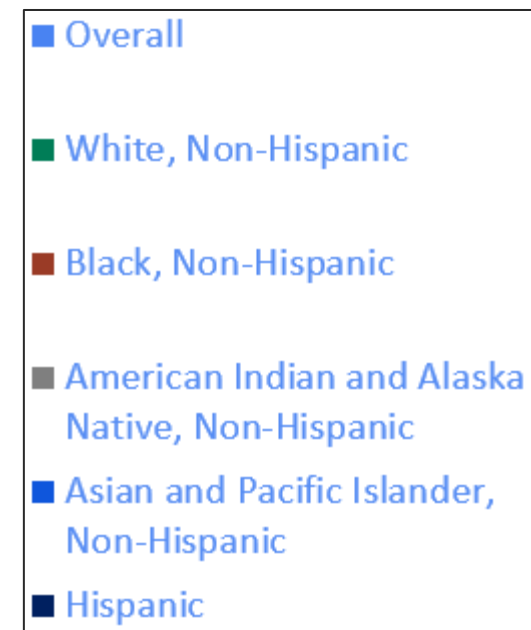 Overall
White, Non-Hispanic
Black, Non-Hispanic
American Indian and Alaska
Native, Non-Hispanic
Asian and Pacific Islander,
Non-Hispanic
Hispanic